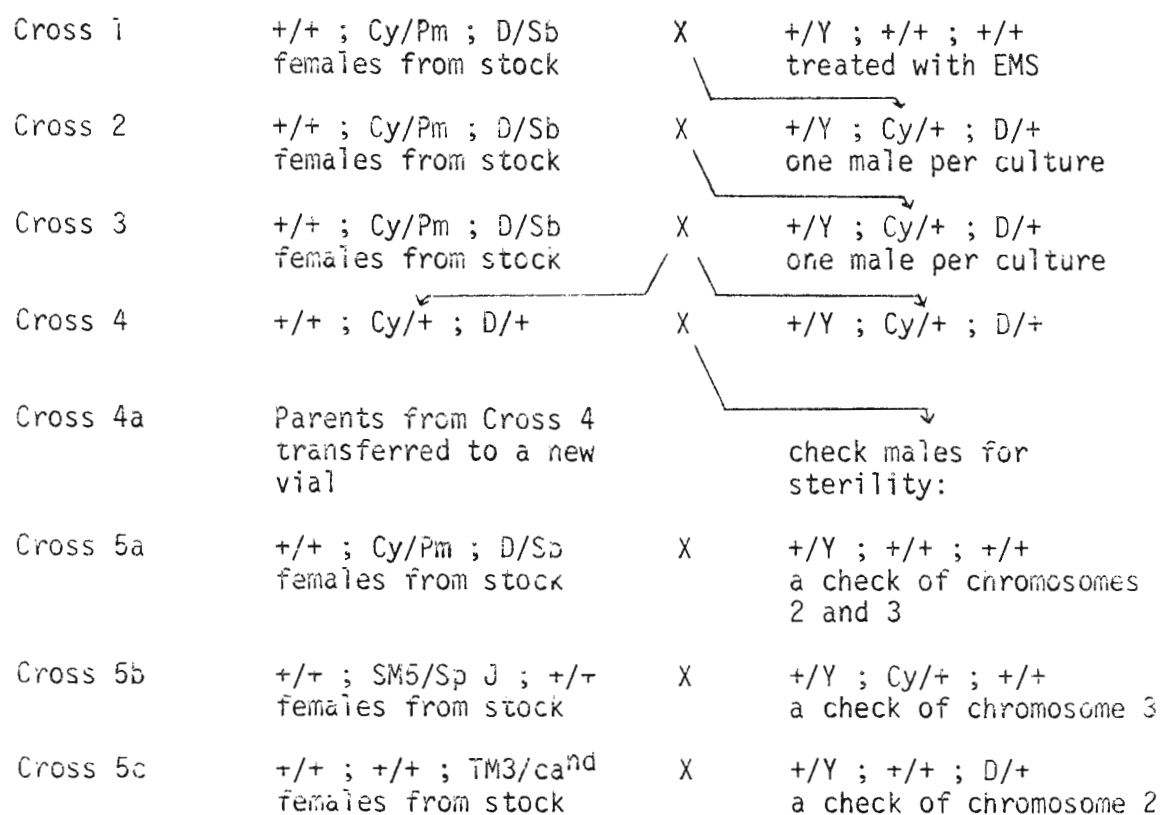 Cross 1 +/+ ; Cy/Pm ; D/Sb X +/Y ; +/+ ; +/+
females from stock treated with EMS
Cross 2 +/+ ; Cy/Pm ; D/Sb X +/Y ; Cy/+ ; D/+
females from stock one male per culture
Cross 3 +/+ ; Cy/Pm ; D/Sb X +/Y ; Cy/+ ; D/+
females from stock one male per culture
Cross 4 +/+ ; Cy/+ ; D/+ X +/Y ; Cy/+ ; D/+
Cross 4a Parents from Cross 4
transferred to a new check males for
vial sterility:
Cross 5a +/+ ; Cy/Pm ; D/Sb X +/Y ; +/+ ; +/+
females from stock a check of chromosomes
2 and 3
Cross 5b +/+ ; SM5/Sp J ; +/+ X +/Y ; Cy/+ ; +/+
females from stock a check of chromosome 3
Cross 5c +/+ ; +/+ ; TM3/ca^nd X +/Y ; +/+ ; D/+
females from stock a check of chromosome 2